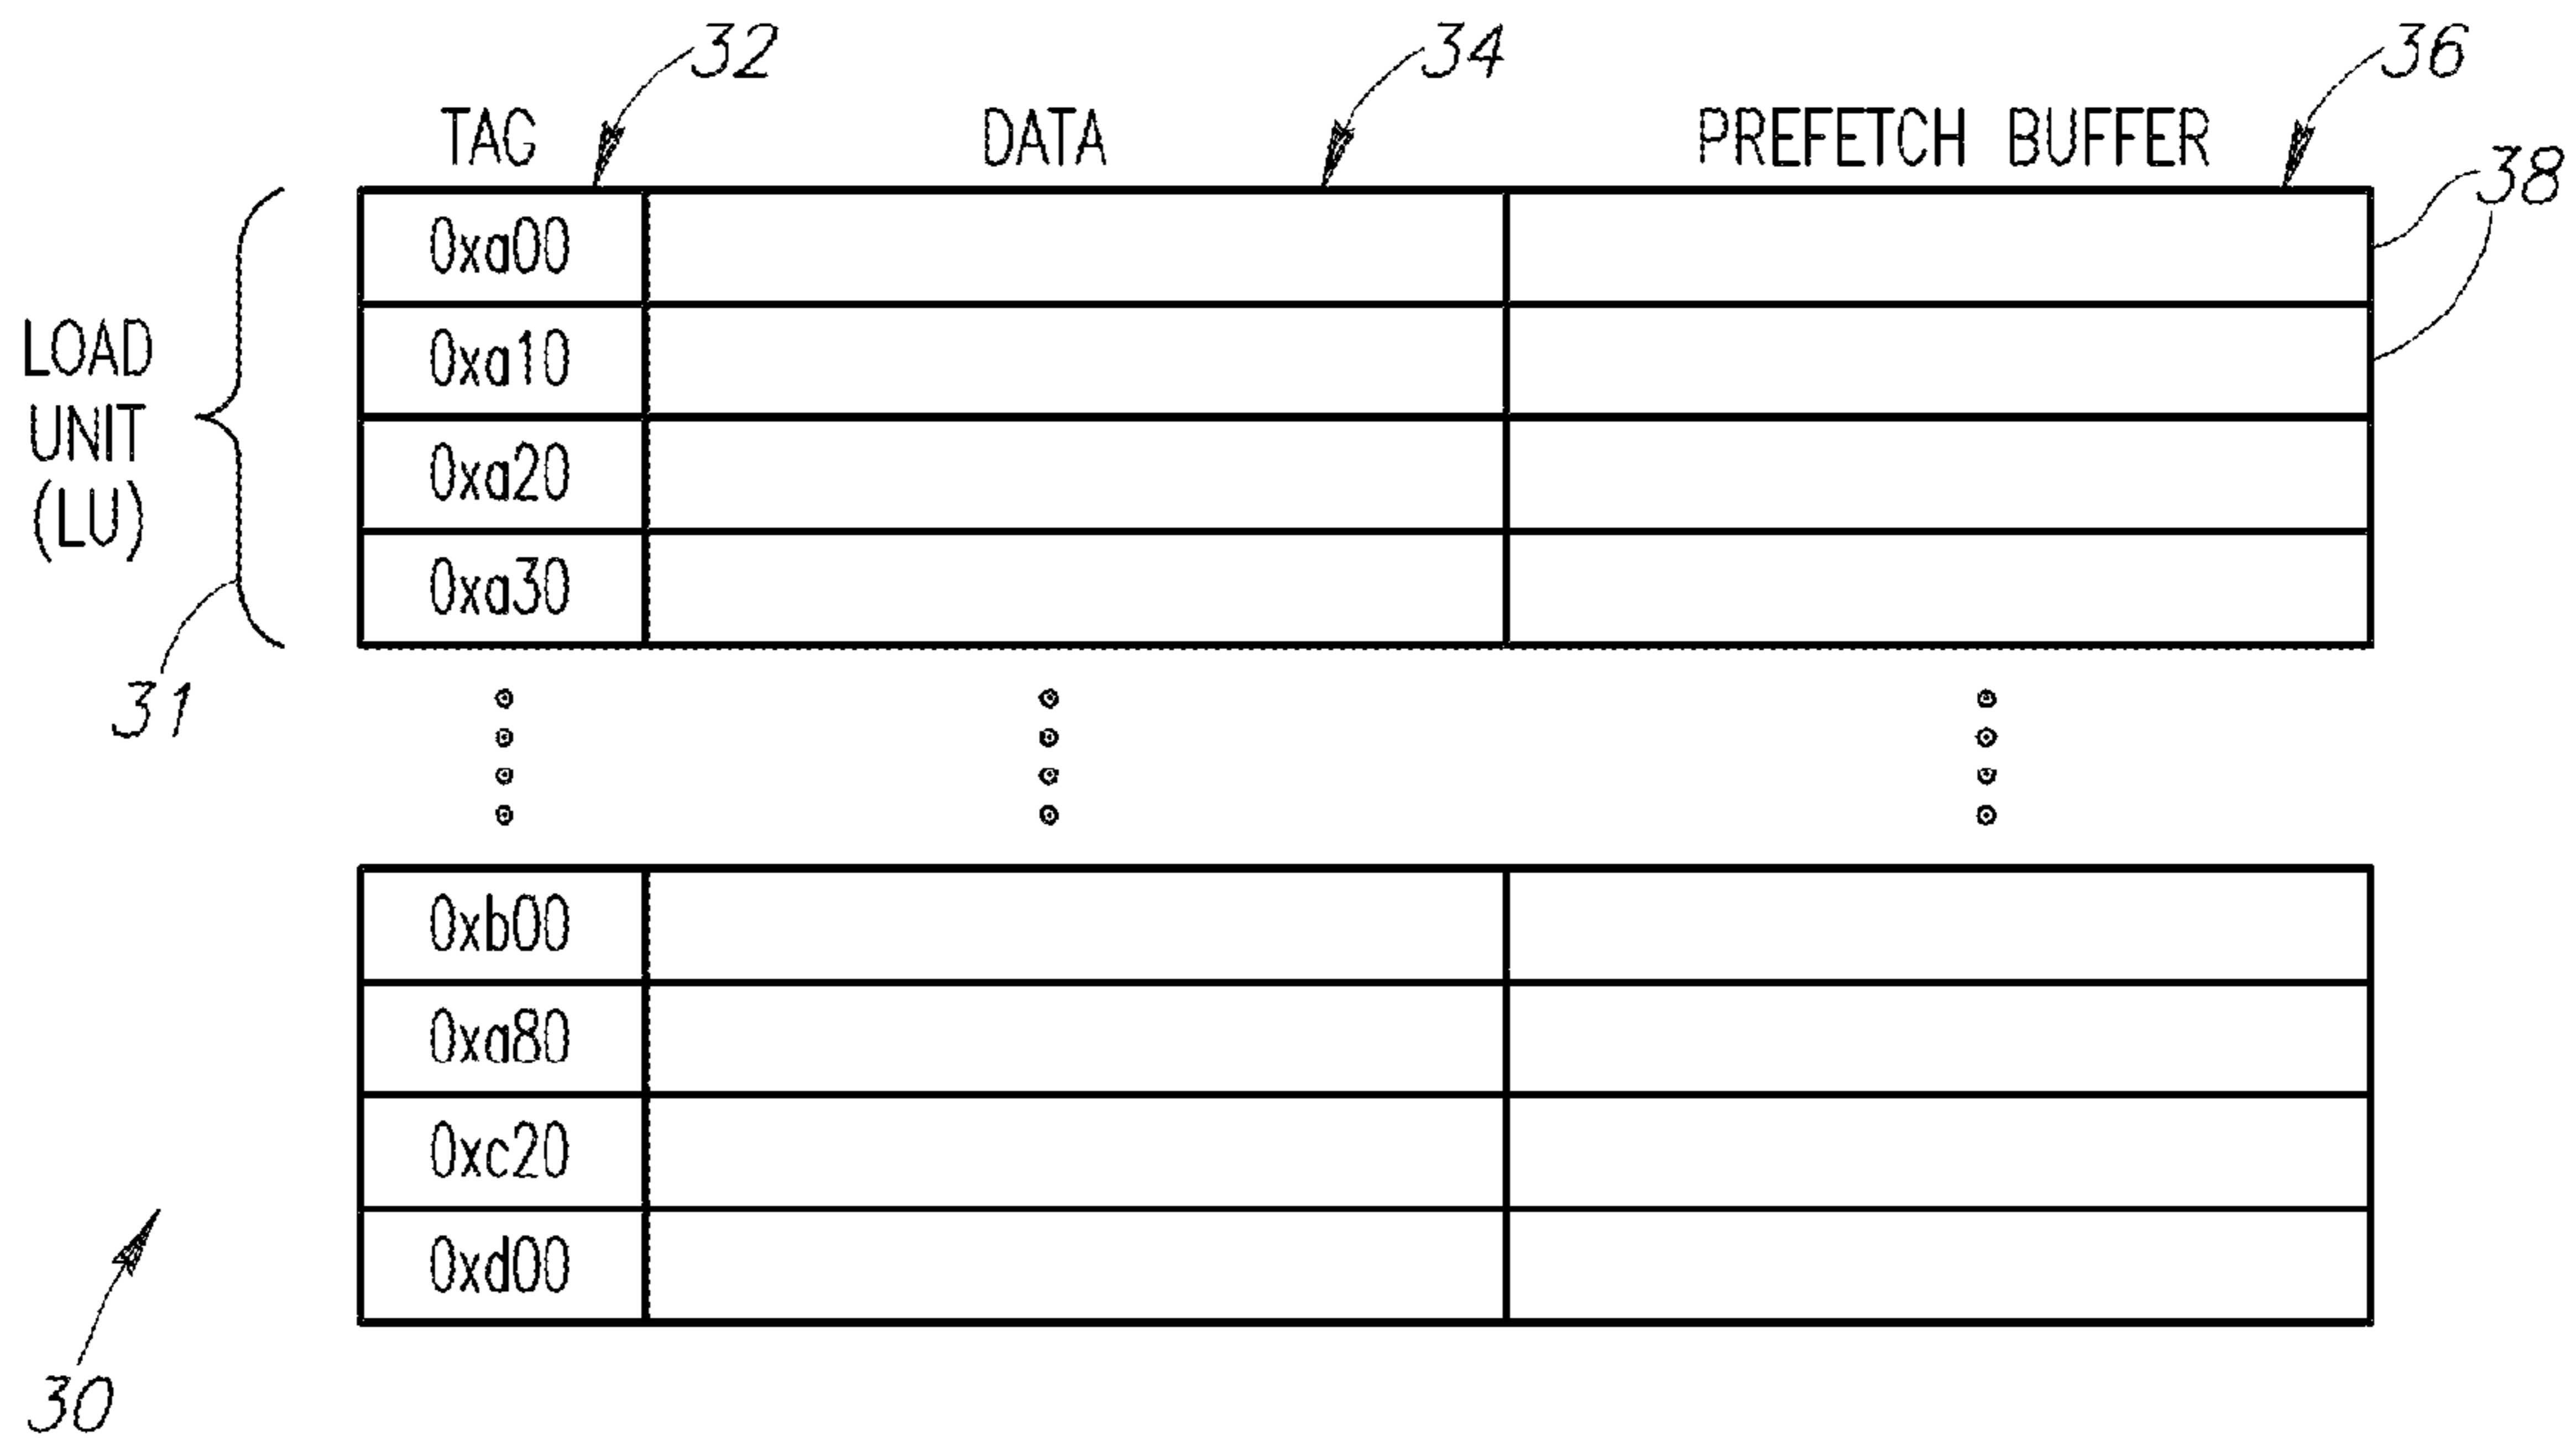 32
34
36
TAG
DATA
PREFETCH BUFFER
38
0xa00
0xa10
0xa20
0xa30
LOAD
UNIT
(LU)
31
0xb00
0xa80
0xc20
0xd00
30